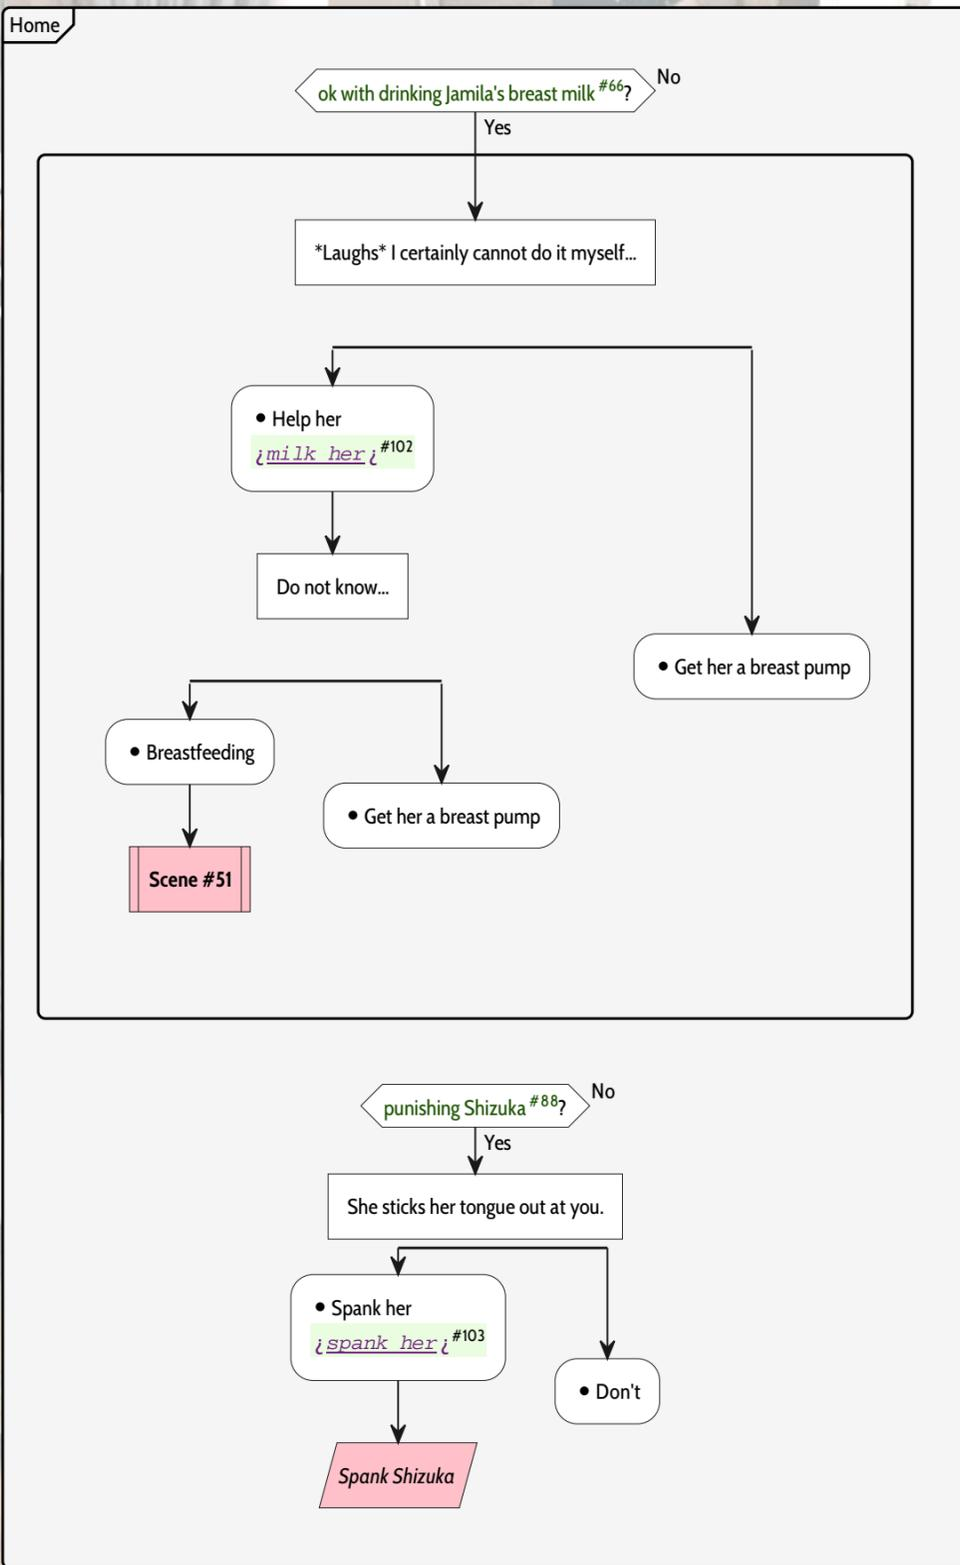 Home
ok with drinking Jamila's breast milk #66?
No
Yes
*Laughs* I certainly cannot do it myself...
• Help her
¿milk her¿#102
Do not know...
• Get her a breast pump
• Breastfeeding
• Get her a breast pump
Scene #51
punishing Shizuka #88?
No
Yes
She sticks her tongue out at you.
• Spank her
¿spank her¿#103
• Don't
Spank Shizuka